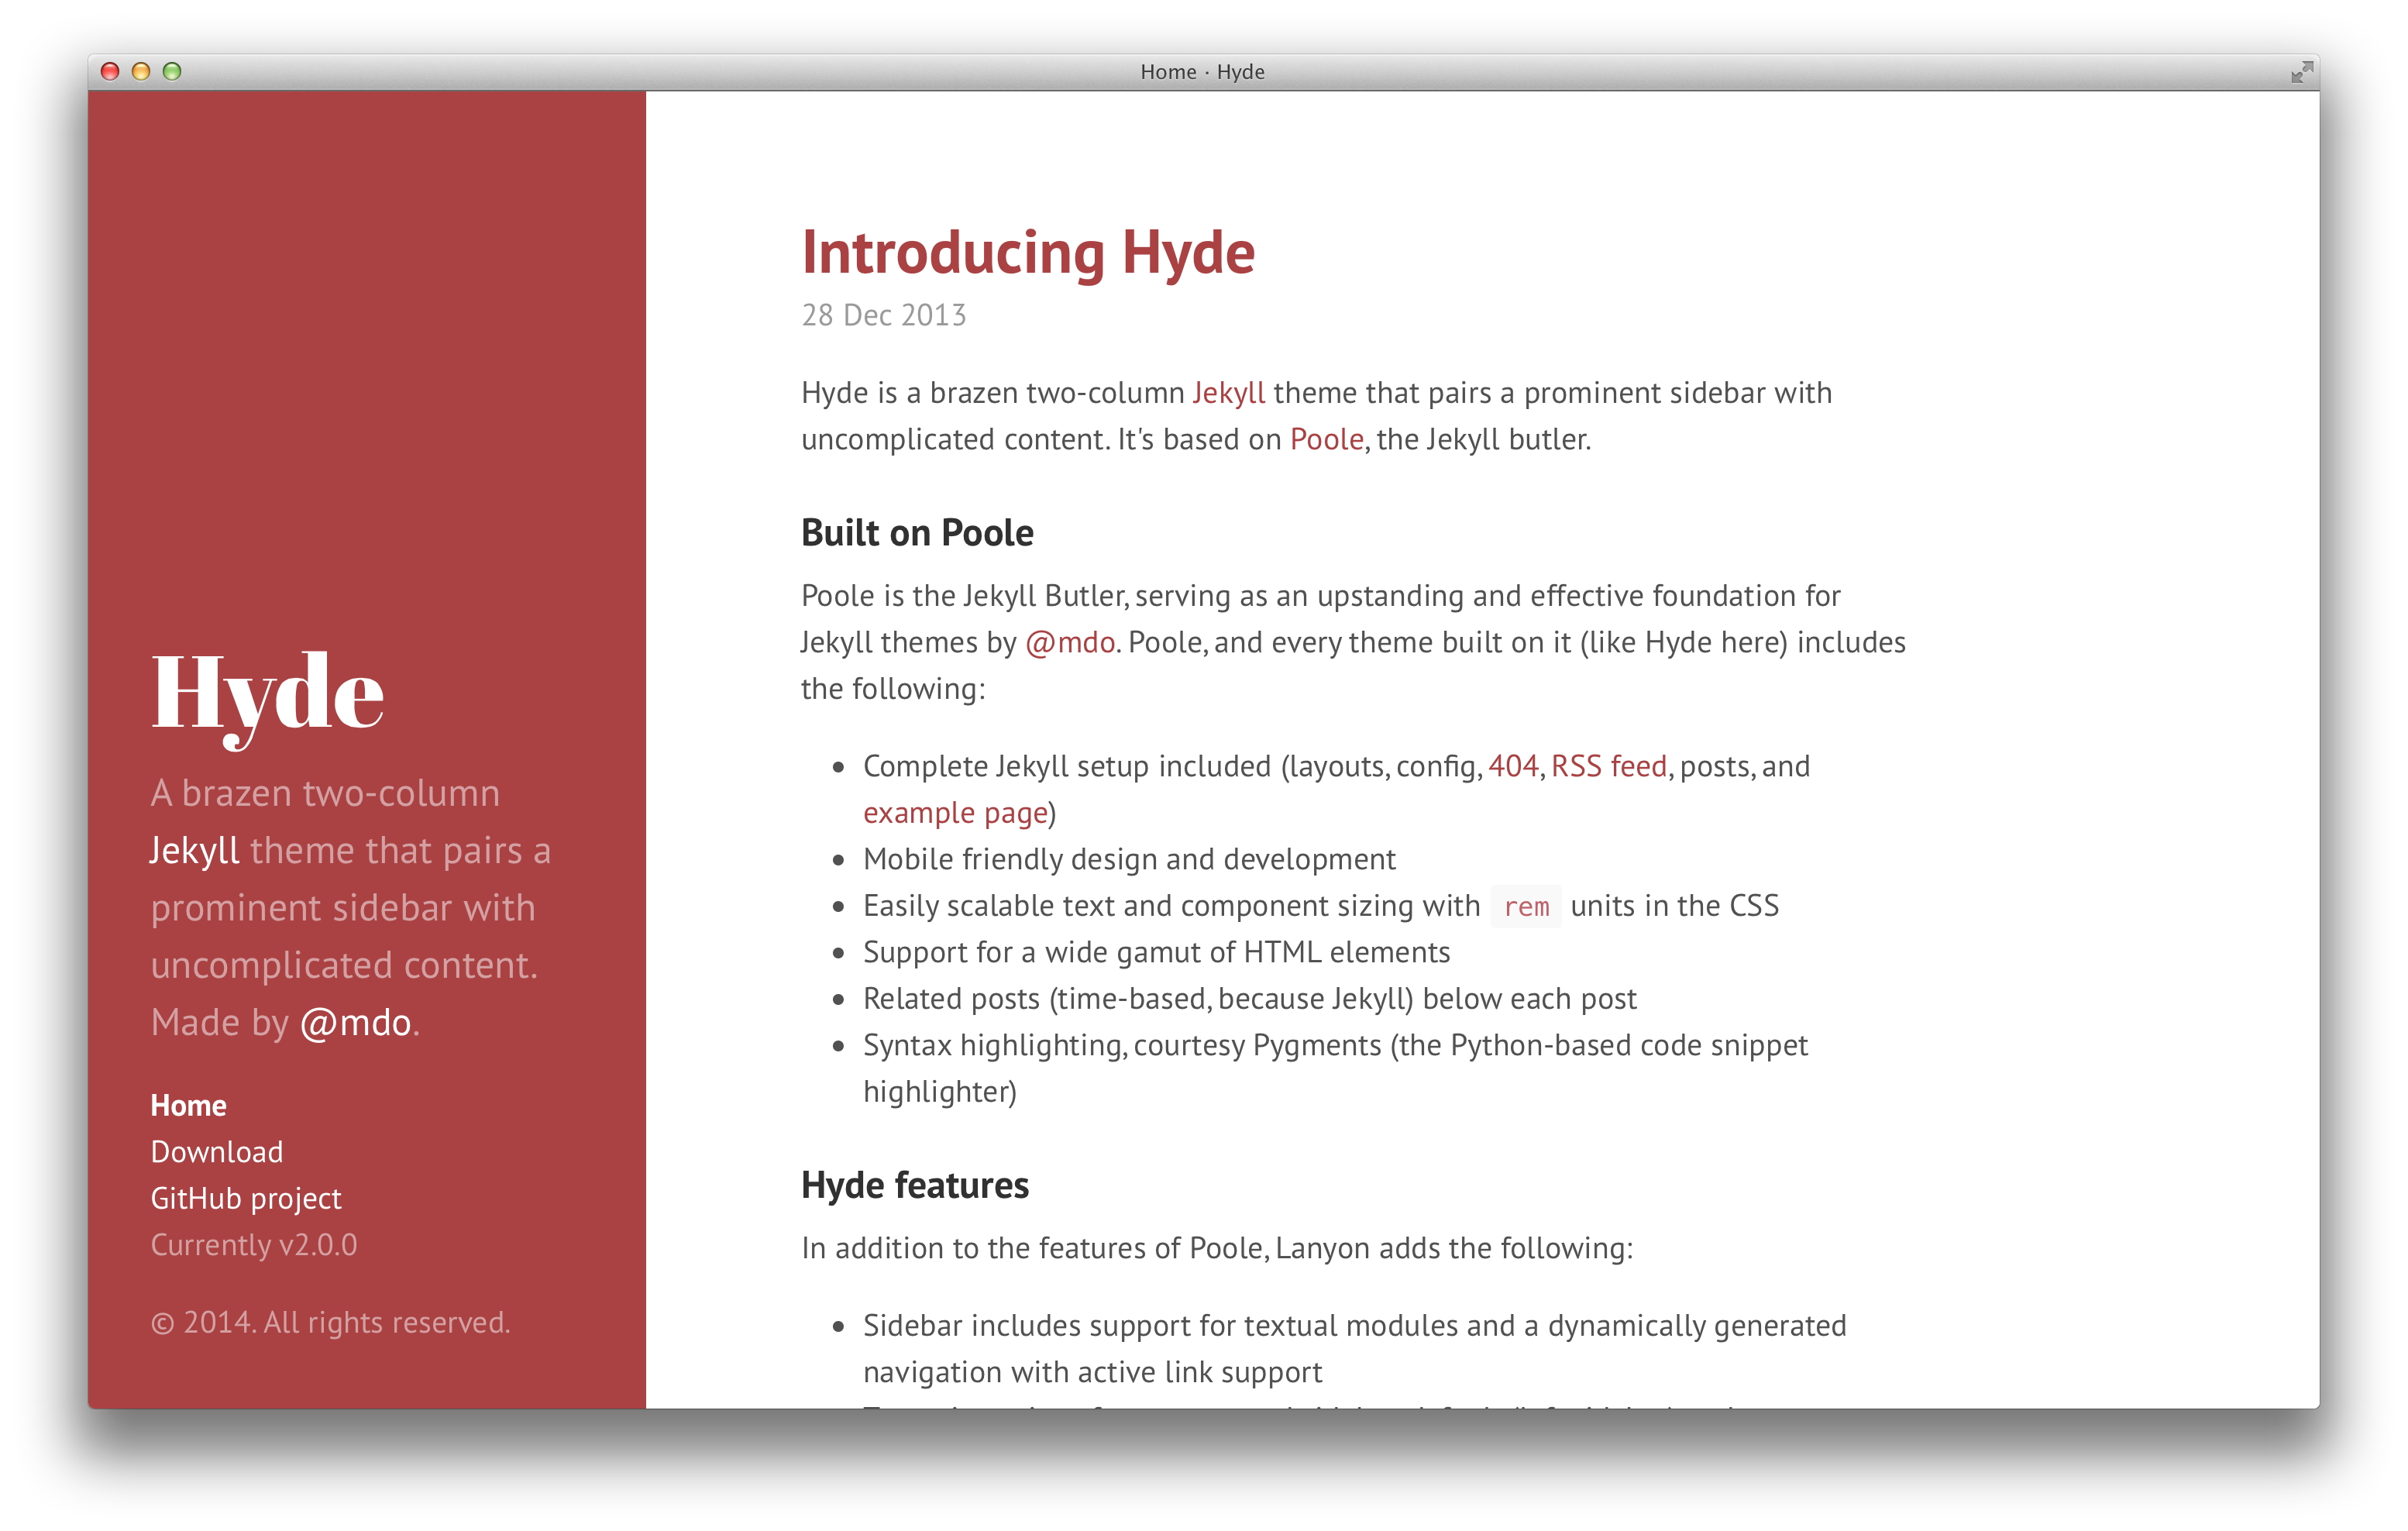 Home · Hyde
Hyde
A brazen two-column
Jekyll theme that pairs a
prominent sidebar with
uncomplicated content.
Made by @mdo.
Home
Download
GitHub project
Currently v2.0.0
© 2014. All rights reserved.
Introducing Hyde
28 Dec 2013
Hyde is a brazen two-column Jekyll theme that pairs a prominent sidebar with
uncomplicated content. It's based on Poole, the Jekyll butler.
Built on Poole
Poole is the Jekyll Butler, serving as an upstanding and effective foundation for
Jekyll themes by @mdo. Poole, and every theme built on it (like Hyde here) includes
the following:
• Complete Jekyll setup included (layouts, config, 404, RSS feed, posts, and
example page)
• Mobile friendly design and development
• Easily scalable text and component sizing with rem units in the CSS
• Support for a wide gamut of HTML elements
• Related posts (time-based, because Jekyll) below each post
• Syntax highlighting, courtesy Pygments (the Python-based code snippet
highlighter)
Hyde features
In addition to the features of Poole, Lanyon adds the following:
• Sidebar includes support for textual modules and a dynamically generated
navigation with active link support